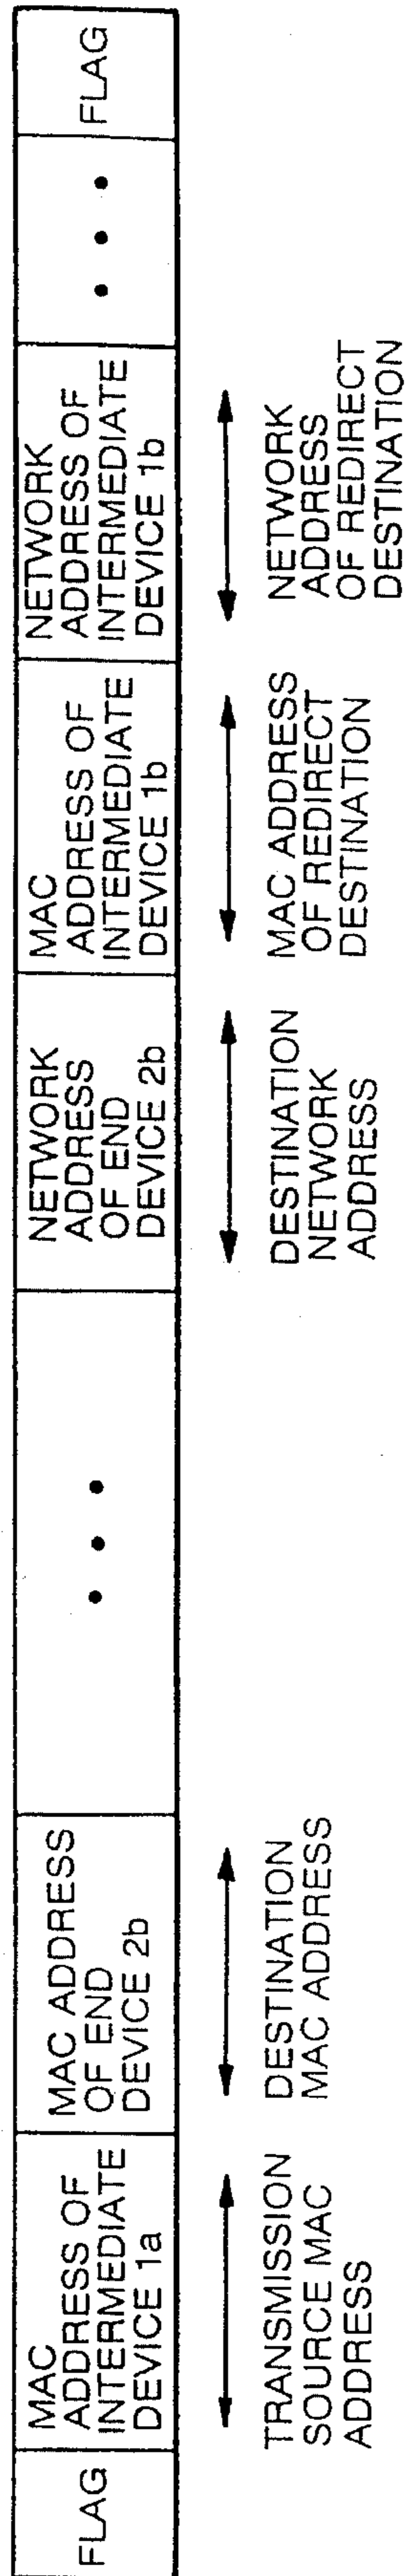 FLAG
MAC
ADDRESS OF
INTERMEDIATE
DEVICE 1a
MAC ADDRESS
OF END
DEVICE 2b
• • •
NETWORK
ADDRESS
OF END
DEVICE 2b
MAC
ADDRESS OF
INTERMEDIATE
DEVICE 1b
NETWORK
ADDRESS OF
INTERMEDIATE
DEVICE 1b
• • •
FLAG
TRANSMISSION
SOURCE MAC
ADDRESS
DESTINATION
MAC ADDRESS
DESTINATION
NETWORK
ADDRESS
MAC ADDRESS
OF REDIRECT
DESTINATION
NETWORK
ADDRESS
OF REDIRECT
DESTINATION